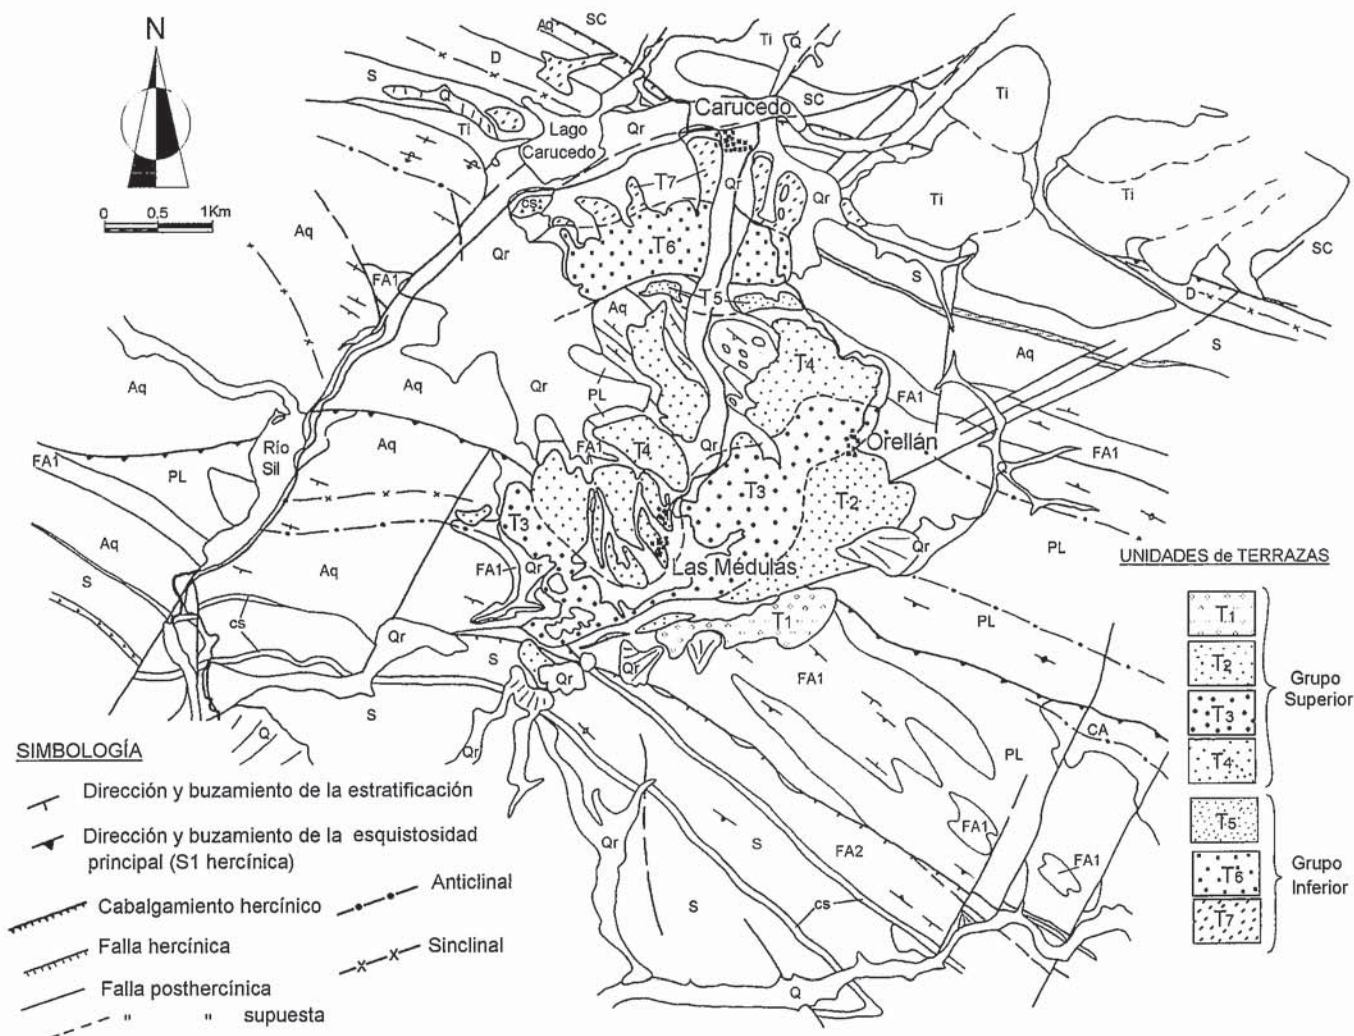 N
0 0.5 1Km
Aq
SC
D
S
Q
Ti
Lago
Carucedo
Qr
Carucedo
SC
Ti
Q
Ti
Ti
Ti
SC
Qr
Qr
T7
cs
T6
Qr
Aq
Aq
FA1
T5
S
D
S
Aq
Aq
T4
PL
Qr
Aq
FA1
Aq
Orellán
FA1
Q
Río
Sil
FA1
PL
Aq
FA1
T4
Qr
T3
T2
Qr
PL
T3
Aq
S
Aq
FA1
Qr
Las Médulas
cs
Qr
T1
PL
S
Qr
Qr
FA1
S
Q
Qr
CA
PL
FA1
FA1
Qr
S
FA2
S
cs
Q
cs
SIMBOLOGÍA
Dirección y buzamiento de la estratificación
Dirección y buzamiento de la esquistosidad
principal (S1 hercínica)
Cabalgamiento hercínico
Anticlinal
Falla hercínica
Sinclinal
Falla posthercínica
" " supuesta
UNIDADES de TERRAZAS
T1
T2
T3
T4
Grupo
Superior
T5
T6
T7
Grupo
Inferior